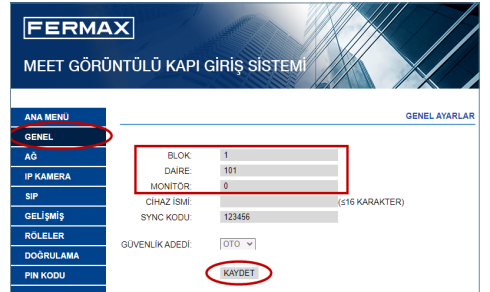 FERMAX
MEET GÖRÜNTÜLÜ KAPI GİRİŞ SİSTEMİ
ANA MENÜ
GENEL AYARLAR
GENEL
AĞ
IP KAMERA
SIP
GELİŞMİŞ
RÖLELER
DOĞRULAMA
PIN KODU
BLOK: 1
DAİRE: 101
MONİTÖR: 0
CİHAZ İSMİ: (≤16 KARAKTER)
SYNC KODU: 123456
GÜVENLİK ADEDİ: OTO
KAYDET